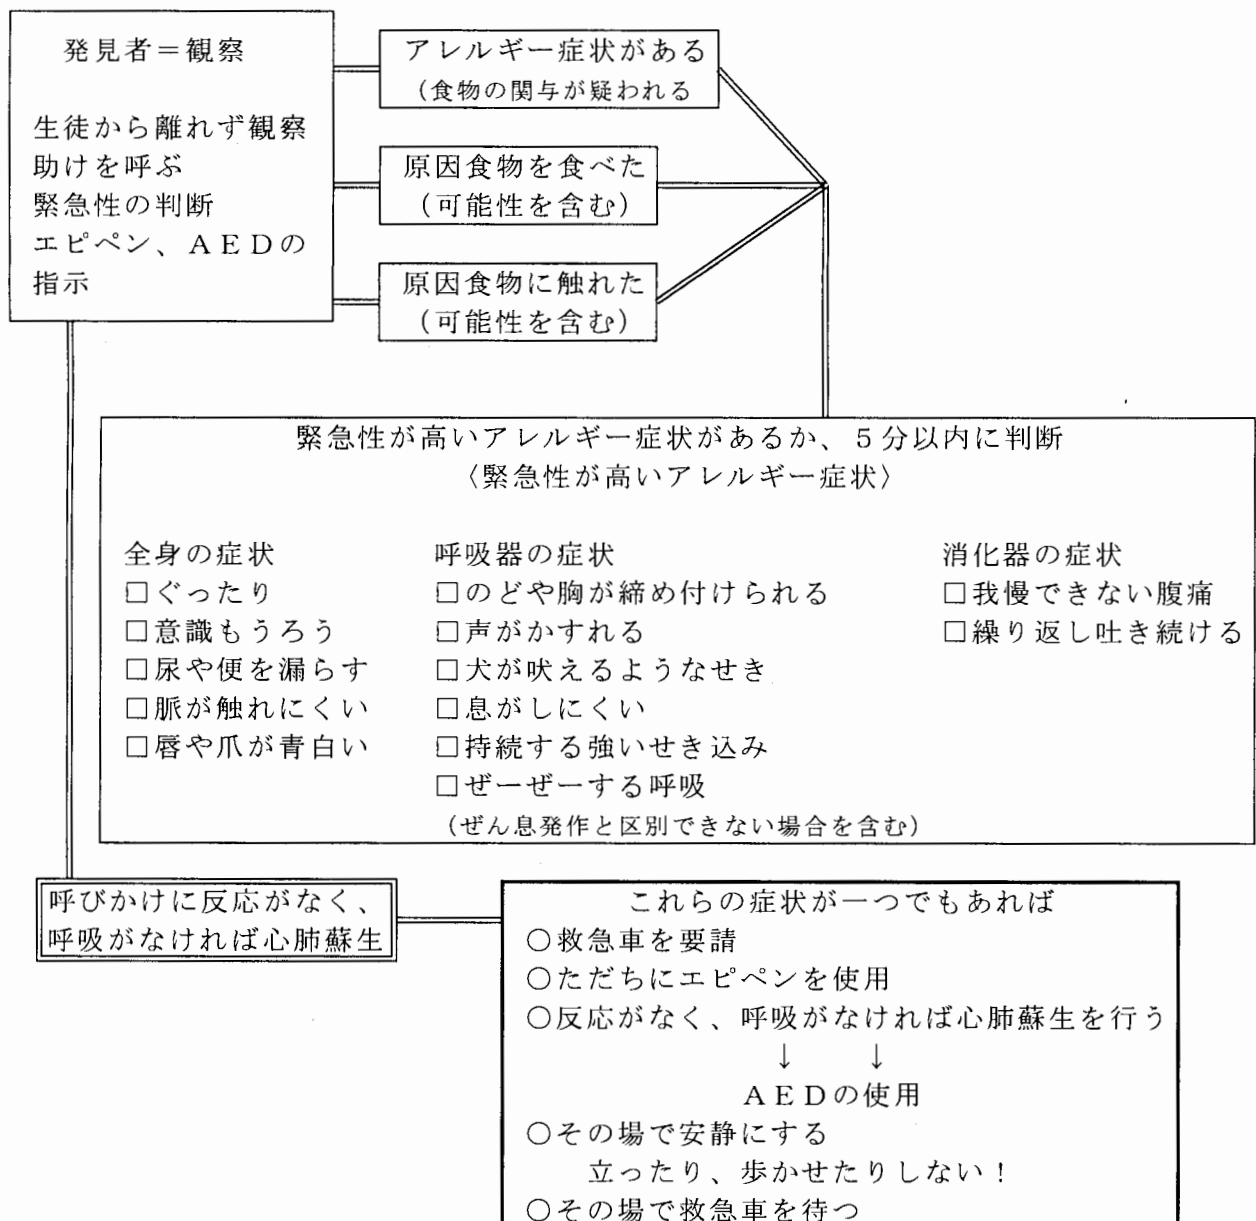 発見者＝観察
生徒から離れず観察
助けを呼ぶ
緊急性の判断
エピペン、ＡＥＤの
指示
アレルギー症状がある
（食物の関与が疑われる
原因食物を食べた
（可能性を含む）
原因食物に触れた
（可能性を含む）
緊急性が高いアレルギー症状があるか、５分以内に判断
〈緊急性が高いアレルギー症状〉
全身の症状
□ぐったり
□意識もうろう
□尿や便を漏らす
□脈が触れにくい
□唇や爪が青白い
呼吸器の症状
□のどや胸が締め付けられる
□声がかすれる
□犬が吠えるようなせき
□息がしにくい
□持続する強いせき込み
□ぜーぜーする呼吸
（ぜん息発作と区別できない場合を含む）
消化器の症状
□我慢できない腹痛
□繰り返し吐き続ける
呼びかけに反応がなく、
呼吸がなければ心肺蘇生
これらの症状が一つでもあれば
○救急車を要請
○ただちにエピペンを使用
○反応がなく、呼吸がなければ心肺蘇生を行う
↓　↓
ＡＥＤの使用
○その場で安静にする
立ったり、歩かせたりしない！
○その場で救急車を待つ